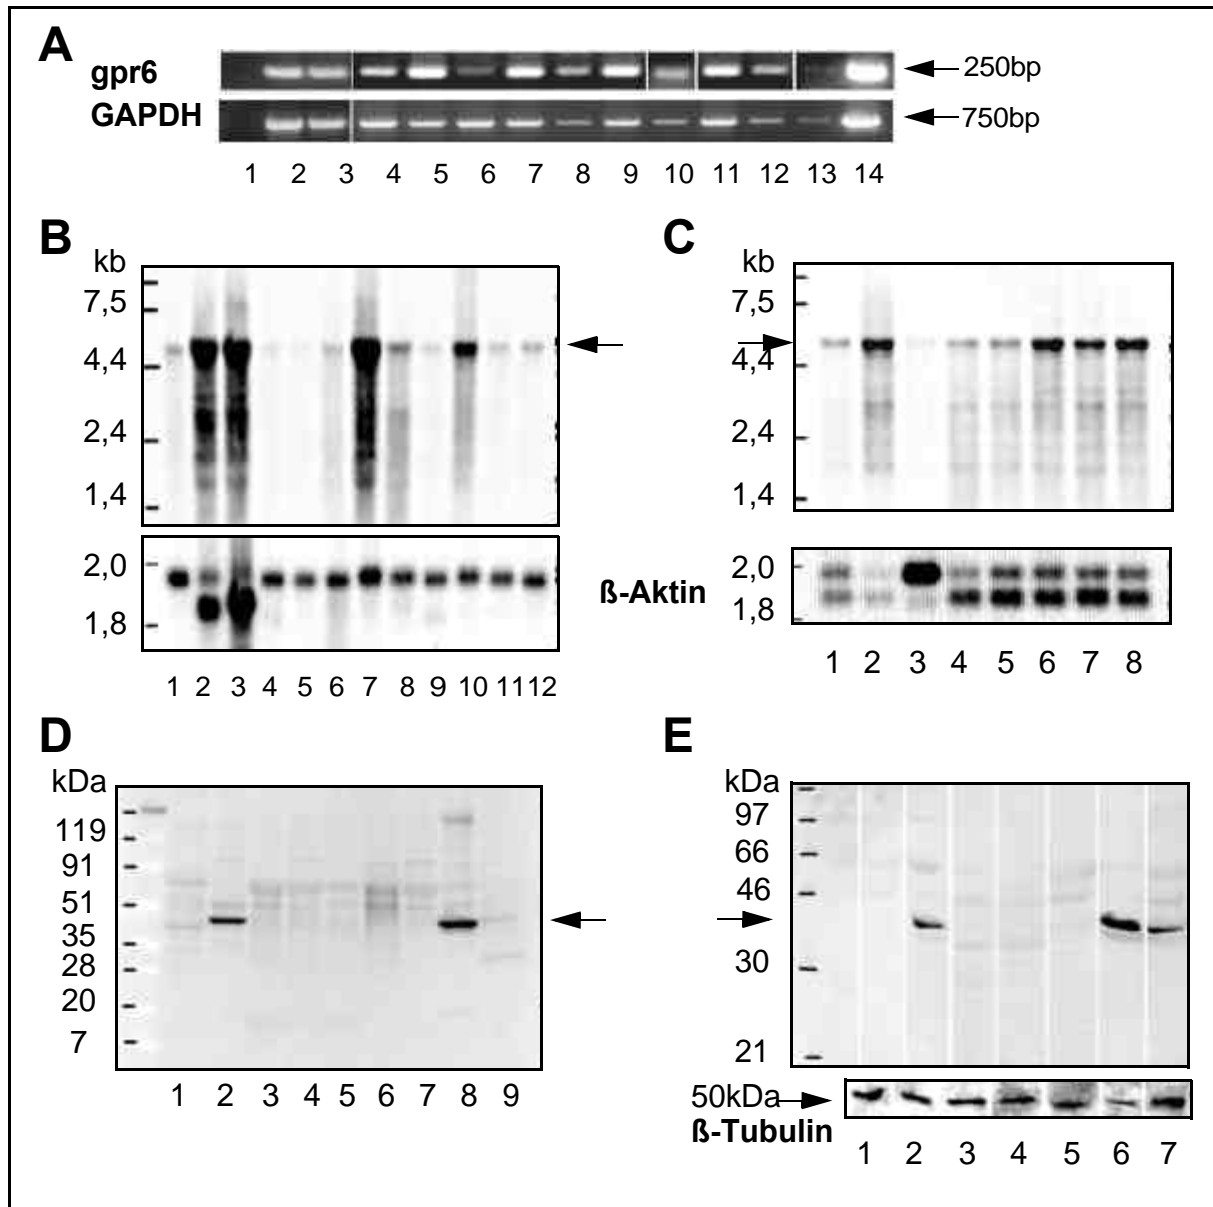 A
gpr6
250bp
GAPDH
750bp
1 2 3 4 5 6 7 8 9 10 11 12 13 14
B
kb
7,5
4,4
2,4
1,4
2,0
1,8
1 2 3 4 5 6 7 8 9 10 11 12
C
kb
7,5
4,4
2,4
1,4
ß-Aktin
2,0
1,8
1 2 3 4 5 6 7 8
D
kDa
119
91
51
35
28
20
7
1 2 3 4 5 6 7 8 9
E
kDa
97
66
46
30
21
50kDa
ß-Tubulin
1 2 3 4 5 6 7